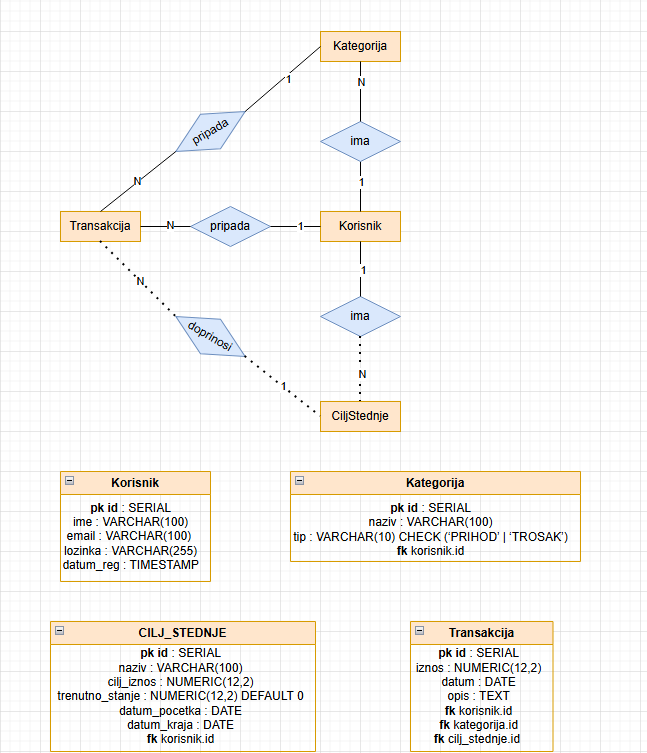 Kategorija
1
N
pripada
ima
N
1
Transakcija
N
pripada
1
Korisnik
N
1
doprinosi
ima
1
N
CiljStednje
Korisnik
pk id : SERIAL
ime : VARCHAR(100)
email : VARCHAR(100)
lozinka : VARCHAR(255)
datum_reg : TIMESTAMP
Kategorija
pk id : SERIAL
naziv : VARCHAR(100)
tip : VARCHAR(10) CHECK (‘PRIHOD’ | ‘TROSAK’)
fk korisnik.id
CILJ_STEDNJE
pk id : SERIAL
naziv : VARCHAR(100)
cilj_iznos : NUMERIC(12,2)
trenutno_stanje : NUMERIC(12,2) DEFAULT 0
datum_pocetka : DATE
datum_kraja : DATE
fk korisnik.id
Transakcija
pk id : SERIAL
iznos : NUMERIC(12,2)
datum : DATE
opis : TEXT
fk korisnik.id
fk kategorija.id
fk cilj_stednje.id